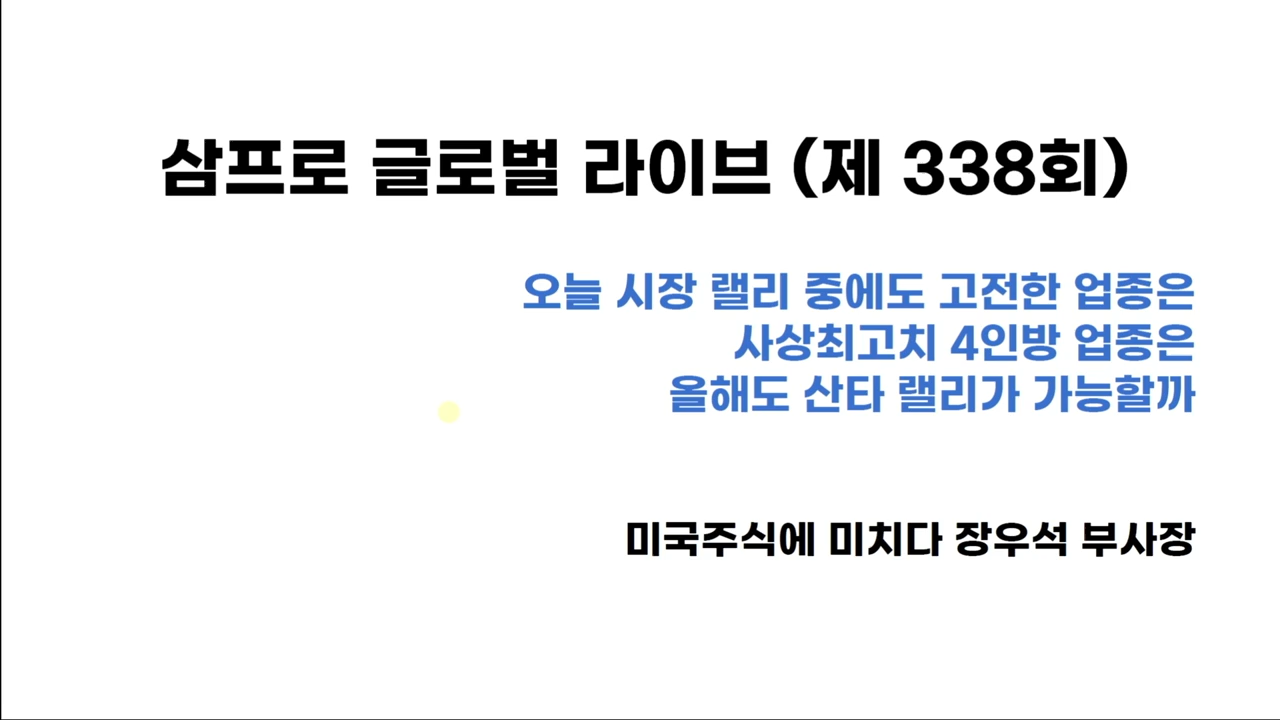 삼프로 글로벌 라이브 (제 338회)
오늘 시장 랠리 중에도 고전한 업종은
사상최고치 4인방 업종은
올해도 산타 랠리가 가능할까
미국주식에 미치다 장우석 부사장